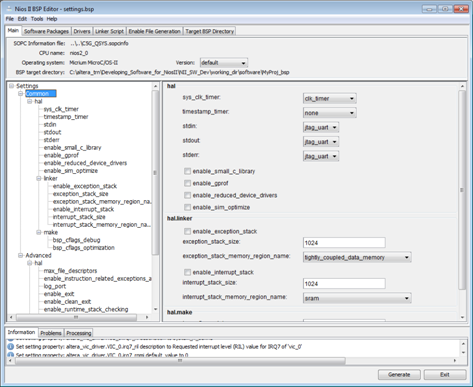 Nios II BSP Editor - settings.bsp
File Edit Tools Help
Main Software Packages Drivers Linker Script Enable File Generation Target BSP Directory
SOPC Information file: ..\..\C5G_QSYS.sopcinfo
CPU name: nios2_0
Operating system: Micrium MicroC/OS-II Version: default
BSP target directory: C:\altera_trn\Developing_Software_for_NiosII\NII_SW_Dev\working_dir\software\MyProj_bsp
Settings
Common
hal
sys_clk_timer
timestamp_timer
stdin
stdout
stderr
enable_small_c_library
enable_gprof
enable_reduced_device_drivers
enable_sim_optimize
linker
enable_exception_stack
exception_stack_size
exception_stack_memory_region_name
enable_interrupt_stack
interrupt_stack_size
interrupt_stack_memory_region_na
make
bsp_cflags_debug
bsp_cflags_optimization
Advanced
hal
max_file_descriptors
enable_instruction_related_exceptions_a
log_port
enable_exit
enable_clean_exit
enable_runtime_stack_checking
hal
sys_clk_timer: clk_timer
timestamp_timer: none
stdin: jtag_uart
stdout: jtag_uart
stderr: jtag_uart
enable_small_c_library
enable_gprof
enable_reduced_device_drivers
enable_sim_optimize
hal.linker
enable_exception_stack
exception_stack_size: 1024
exception_stack_memory_region_name: tightly_coupled_data_memory
enable_interrupt_stack
interrupt_stack_size: 1024
interrupt_stack_memory_region_name: sram
hal.make
Information Problems Processing
Setting property: altera_vic_driver.VIC_0.irq7_ril description to Requested interrupt level (RIL) value for IRQ7 of 'vic_0'
Set setting property: altera_vic_driver.VIC_0.irq7_rnmi default_value to 0
Generate Exit